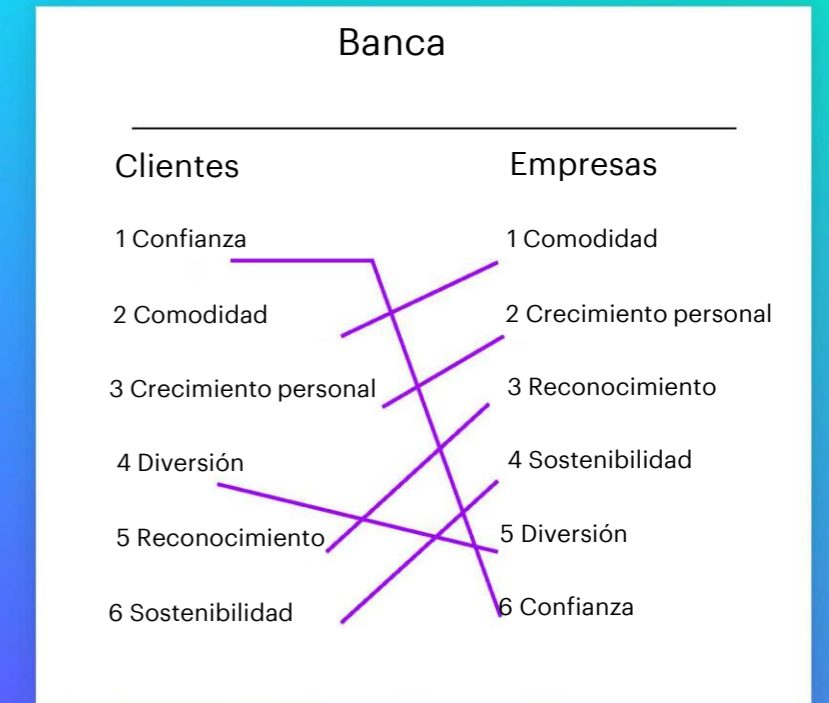 Banca
Clientes
Empresas
1 Confianza
1 Comodidad
2 Comodidad
2 Crecimiento personal
3 Crecimiento personal
3 Reconocimiento
4 Diversión
4 Sostenibilidad
5 Reconocimiento
5 Diversión
6 Sostenibilidad
6 Confianza